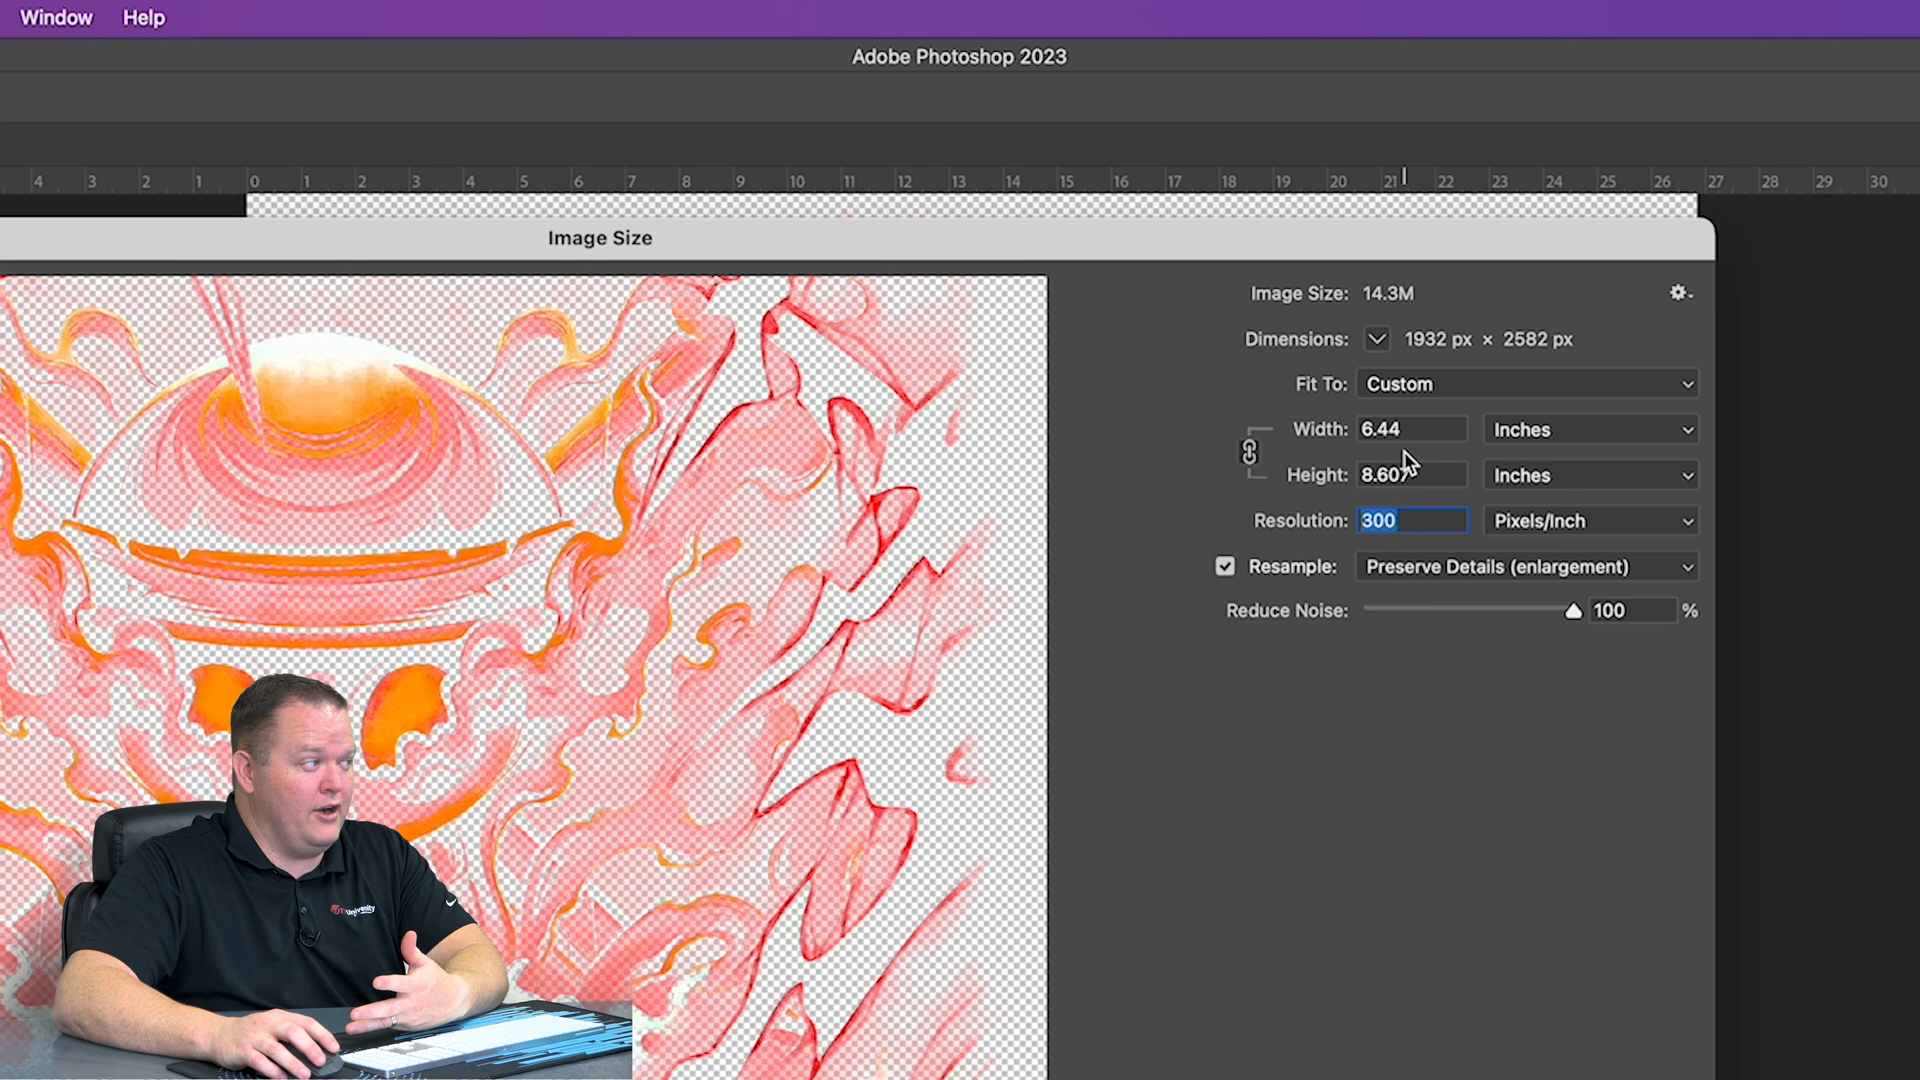 Window Help
Adobe Photoshop 2023
4 3 2 1 0 1 2 3 4 5 6 7 8 9 10 11 12 13 14 15 16 17 18 19 20 21 22 23 24 25 26 27 28 29 30
Image Size
Image Size: 14.3M
Dimensions: 1932 px × 2582 px
Fit To: Custom
Width: 6.44 Inches
Height: 8.607 Inches
Resolution: 300 Pixels/Inch
Resample: Preserve Details (enlargement)
Reduce Noise: 100 %
University